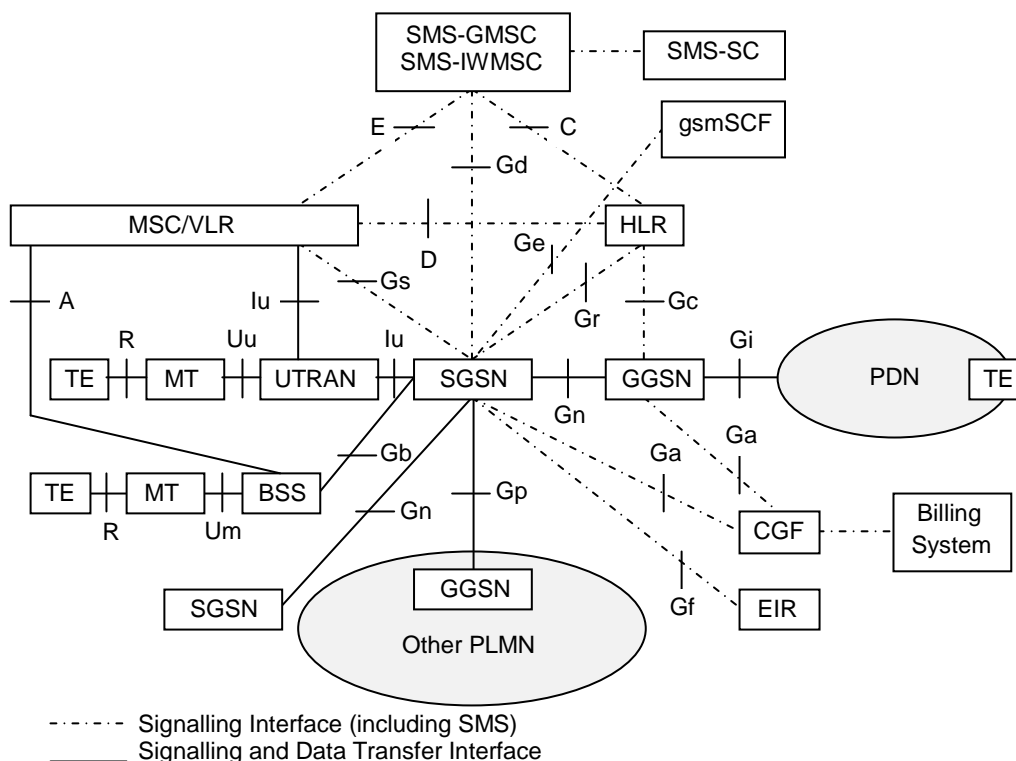 SMS-GMSC
SMS-IWMSC
SMS-SC
gsmSCF
E
C
Gd
MSC/VLR
HLR
D
Ge
Gs
A
Iu
Gr
Gc
R
Uu
Iu
Gi
TE
MT
UTRAN
SGSN
GGSN
PDN
TE
Gn
Gb
Ga
Ga
TE
MT
BSS
Gp
Gn
R
Um
CGF
Billing
System
SGSN
GGSN
Gf
EIR
Other PLMN
Signalling Interface (including SMS)
Signalling and Data Transfer Interface